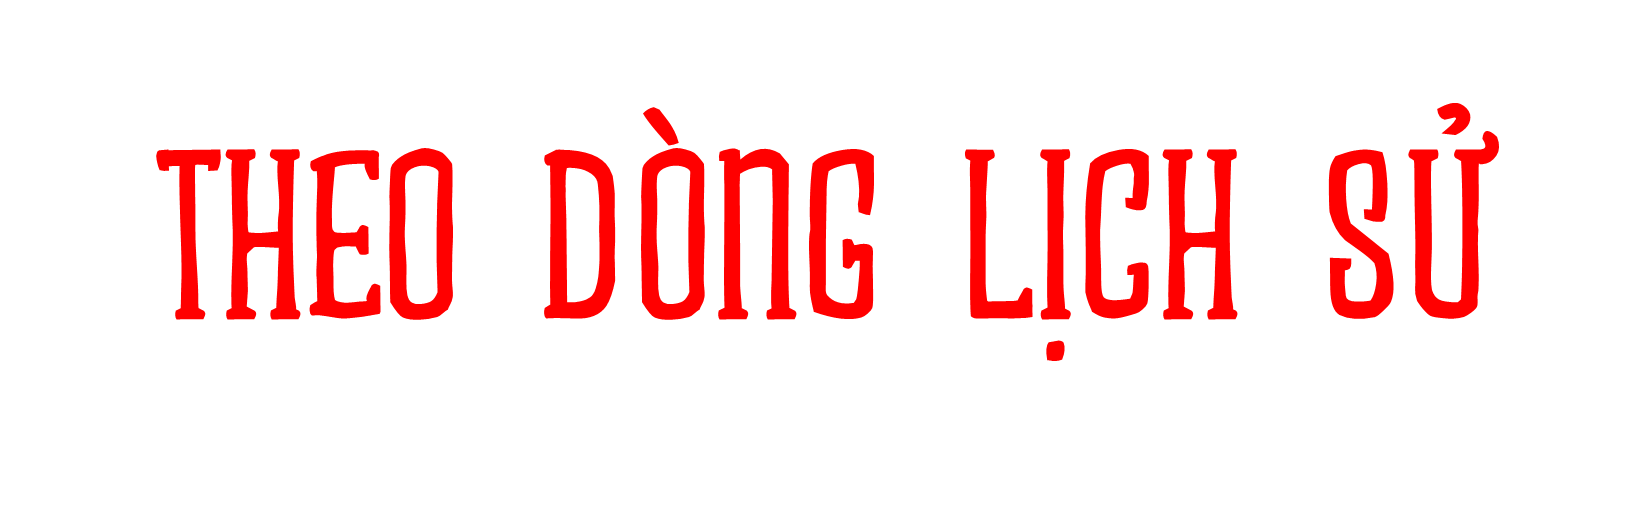 THEO DÒNG LỊCH SỬ